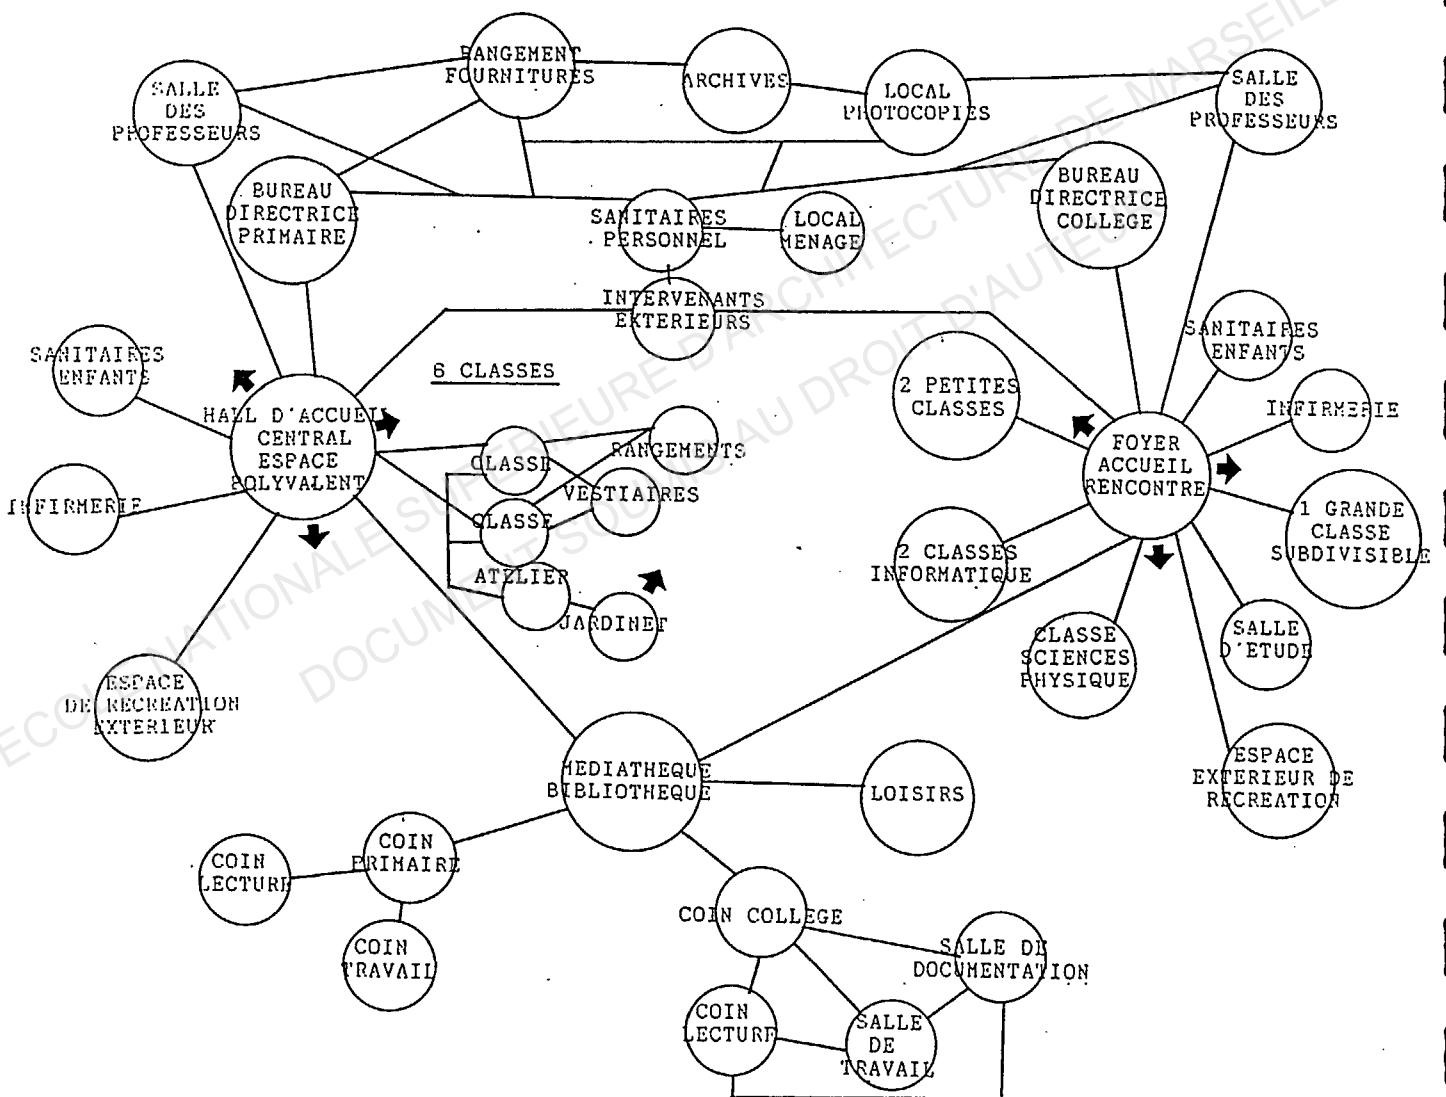 RANGEMENT
FOURNITURES
SALLE
DES
PROFESSEURS
ARCHIVES
LOCAL
PHOTOCOPIES
SALLE
DES
PROFESSEURS
BUREAU
DIRECTRICE
PRIMAIRE
SANITAIRES
PERSONNEL
LOCAL
MENAGE
BUREAU
DIRECTRICE
COLLEGE
INTERVENANTS
EXTERIEURS
SANITAIRES
ENFANTS
6 CLASSES
2 PETITES
CLASSES
SANITAIRES
ENFANTS
INFIRMERIE
HALL D'ACCUEIL
CENTRAL
ESPACE
POLYVALENT
CLASSE
RANGEMENTS
VESTIAIRES
CLASSE
ATELIER
JARDINET
FOYER
ACCUEIL
RENCONTRE
INFIRMERIE
1 GRANDE
CLASSE
SUBDIVISIBLE
2 CLASSES
INFORMATIQUE
CLASSE
SCIENCES
PHYSIQUE
SALLE
D'ETUDE
ESPACE
DE RECREATION
EXTERIEUR
MEDIATHEQUE
BIBLIOTHEQUE
LOISIRS
ESPACE
EXTERIEUR DE
RECREATION
COIN
PRIMAIRE
COIN
LECTURE
COIN
TRAVAIL
COIN COLLEGE
SALLE DE
DOCUMENTATION
COIN
LECTURE
SALLE
DE
TRAVAIL
ECOLE NATIONALE SUPERIEURE D'ARCHITECTURE DE MARSEILLE
DOCUMENT SOUMIS AU DROIT D'AUTEUR